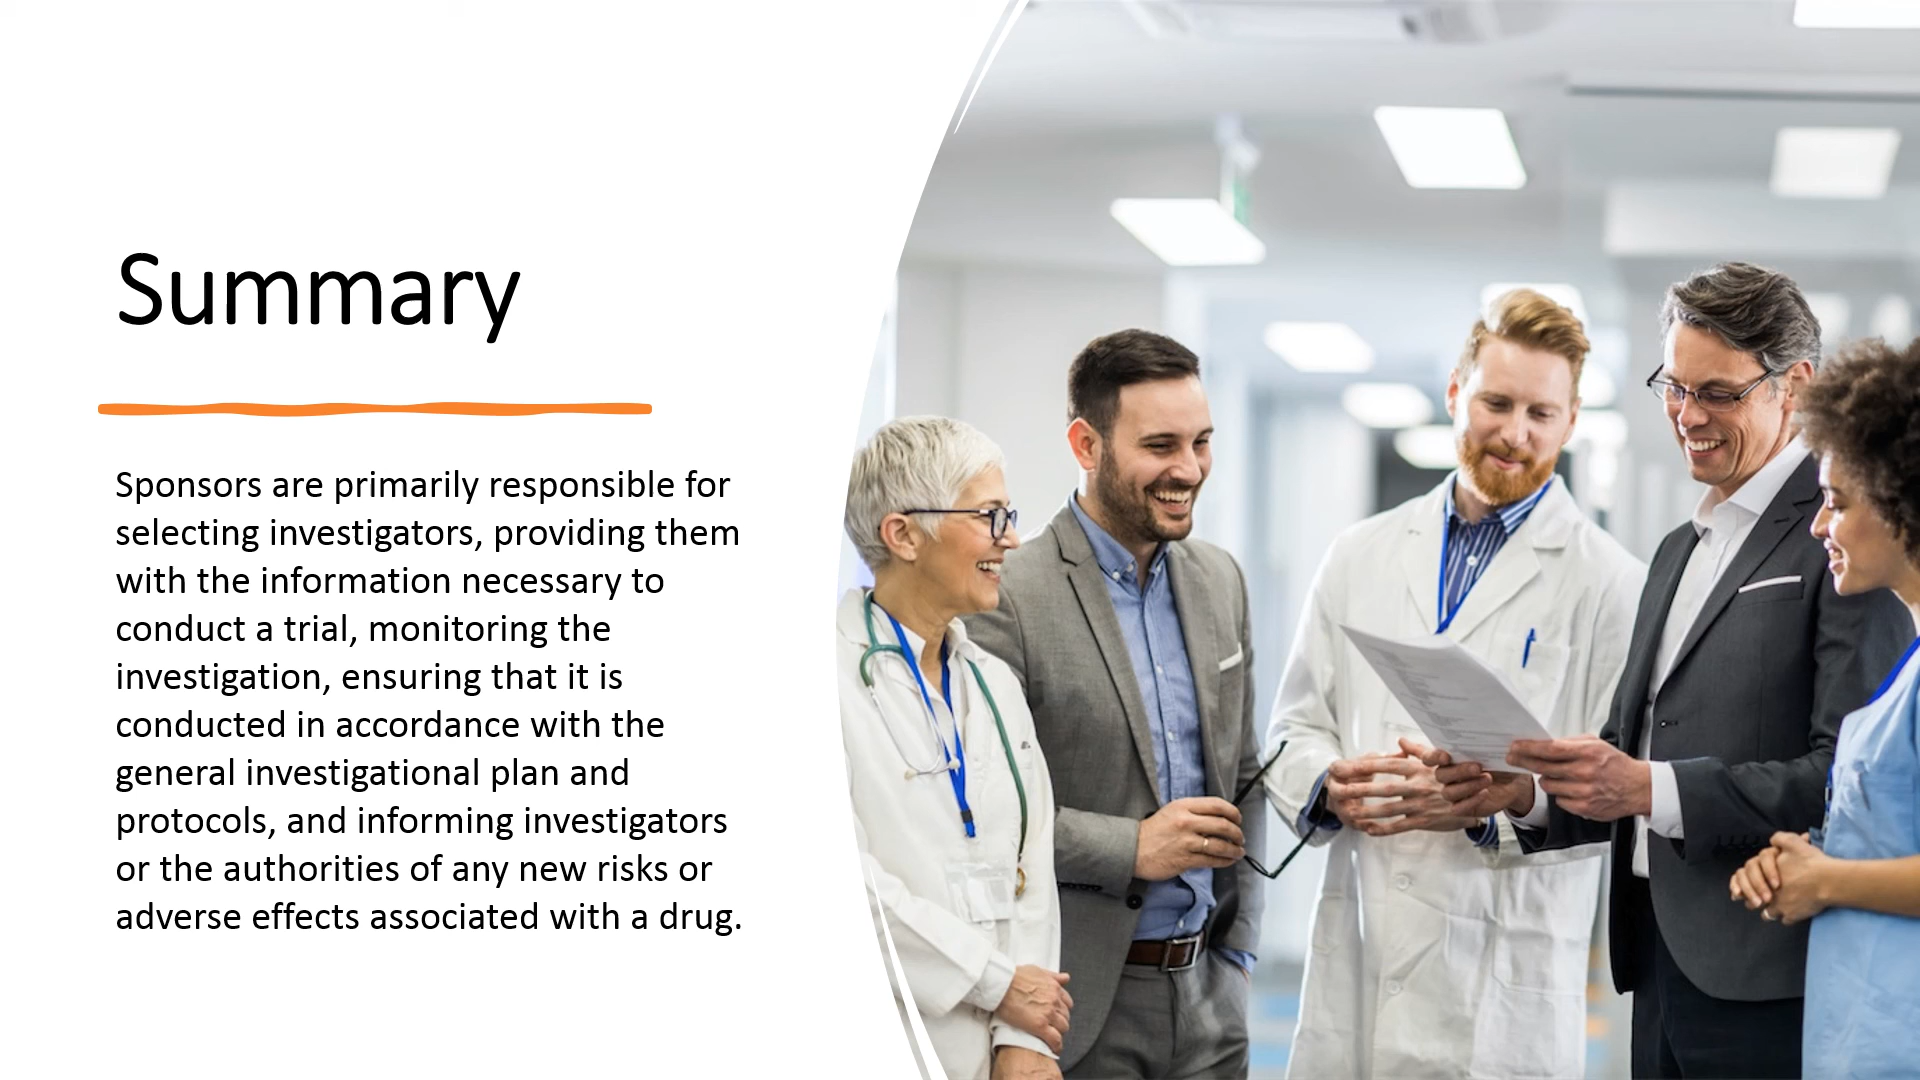 Summary
Sponsors are primarily responsible for
selecting investigators, providing them
with the information necessary to
conduct a trial, monitoring the
investigation, ensuring that it is
conducted in accordance with the
general investigational plan and
protocols, and informing investigators
or the authorities of any new risks or
adverse effects associated with a drug.